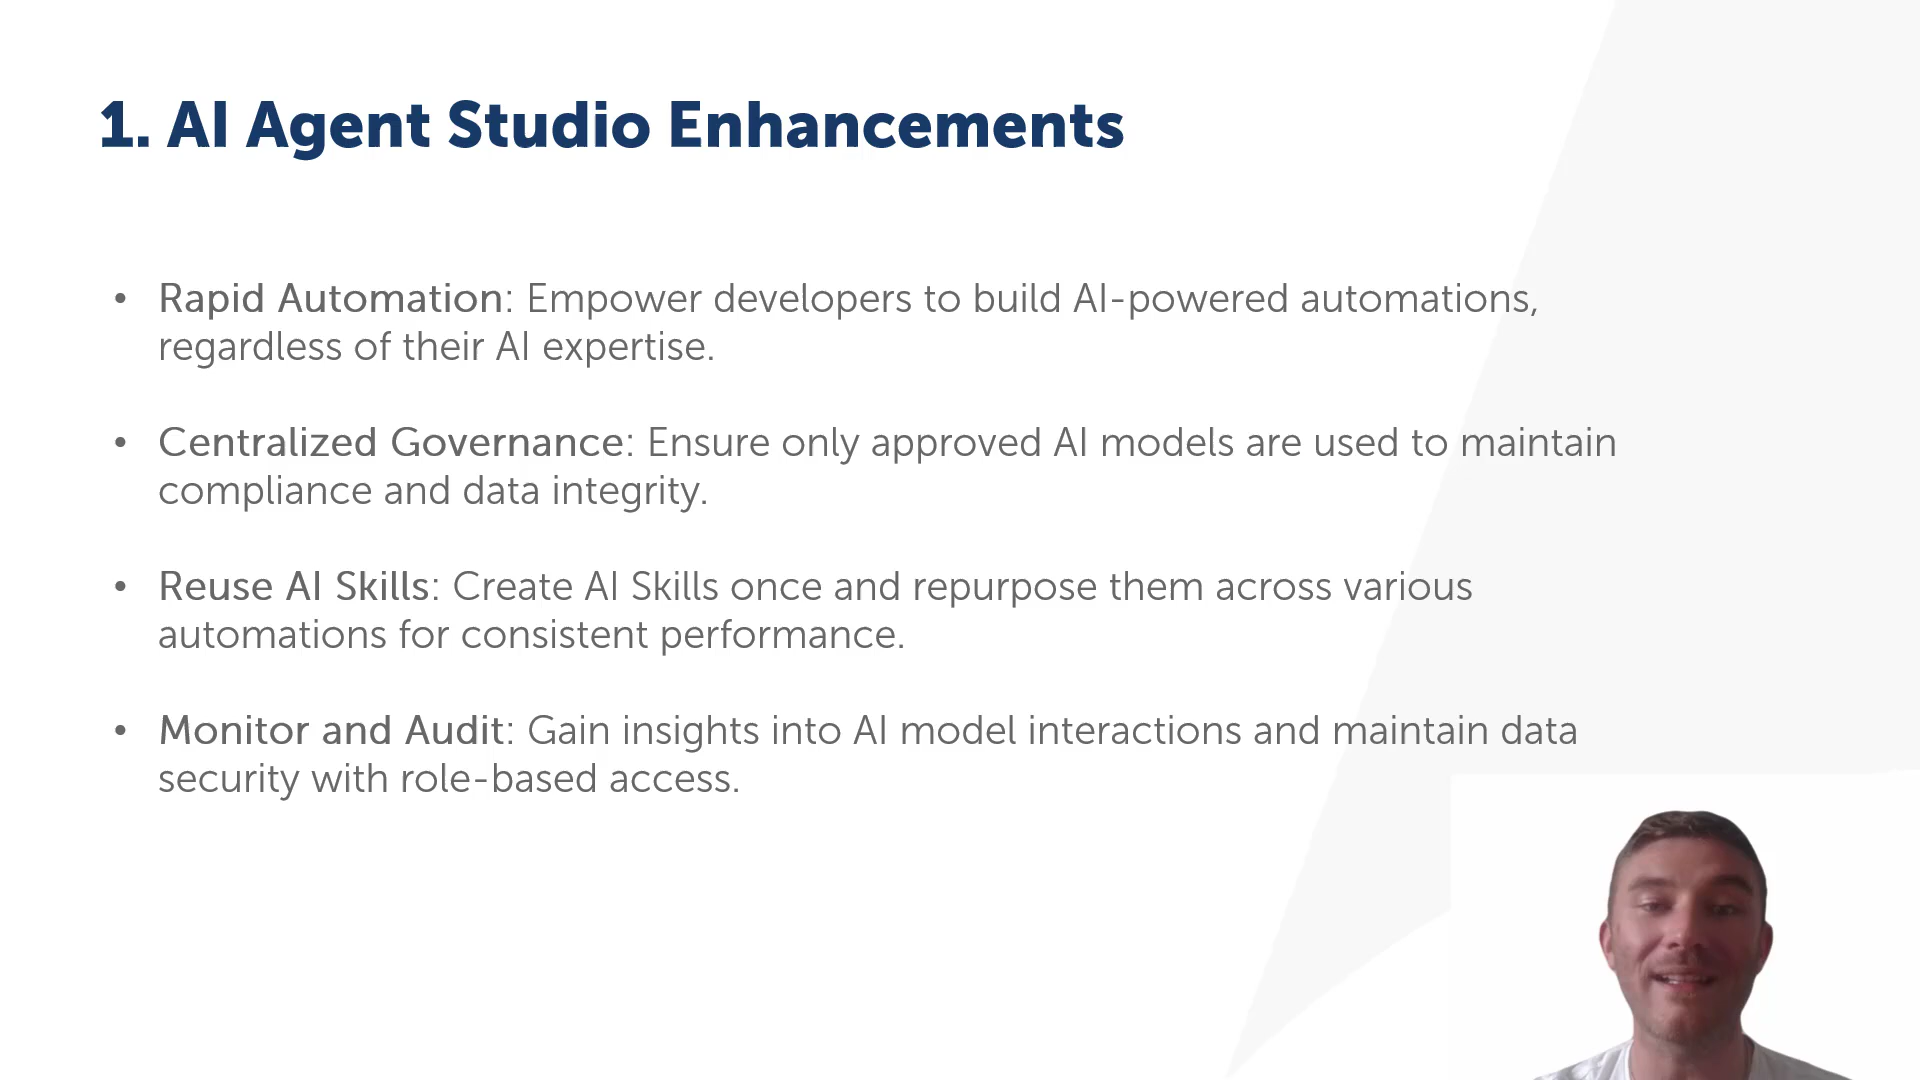 1. AI Agent Studio Enhancements
• Rapid Automation: Empower developers to build AI-powered automations,
regardless of their AI expertise.
• Centralized Governance: Ensure only approved AI models are used to maintain
compliance and data integrity.
• Reuse AI Skills: Create AI Skills once and repurpose them across various
automations for consistent performance.
• Monitor and Audit: Gain insights into AI model interactions and maintain data
security with role-based access.